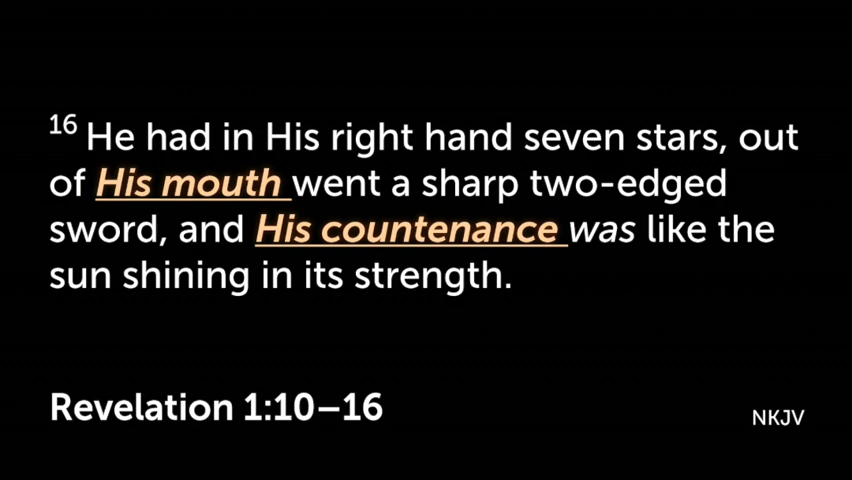 16 He had in His right hand seven stars, out
of His mouth went a sharp two-edged
sword, and His countenance was like the
sun shining in its strength.
Revelation 1:10–16
NKJV